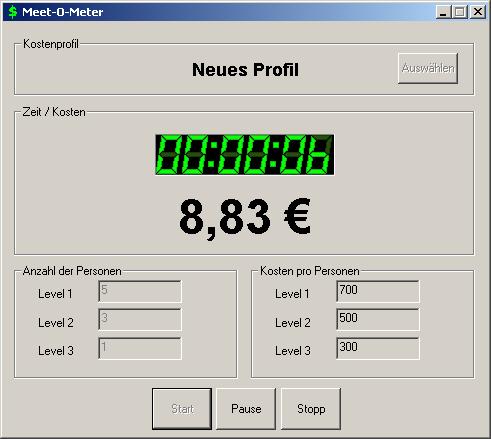 Meet-O-Meter
Kostenprofil
Neues Profil
Auswählen
Zeit / Kosten
00:00:06
8,83 €
Anzahl der Personen
Level 1 5
Level 2 3
Level 3 1
Kosten pro Personen
Level 1 700
Level 2 500
Level 3 300
Start Pause Stopp